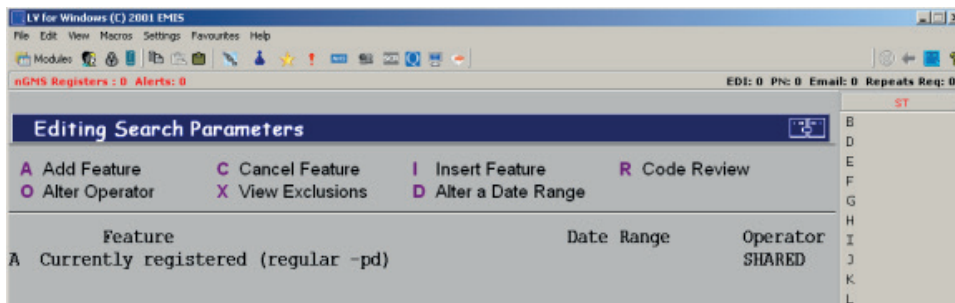 LV for Windows (C) 2001 EMIS
File Edit View Macros Settings Favourites Help
Modules
nGMS Registers : 0 Alerts: 0 EDI: 0 PN: 0 Email: 0 Repeats Req: 0
ST
Editing Search Parameters
A Add Feature C Cancel Feature I Insert Feature R Code Review
O Alter Operator X View Exclusions D Alter a Date Range
Feature Date Range Operator
A Currently registered (regular -pd) SHARED
B
D
E
F
G
H
I
J
K
L